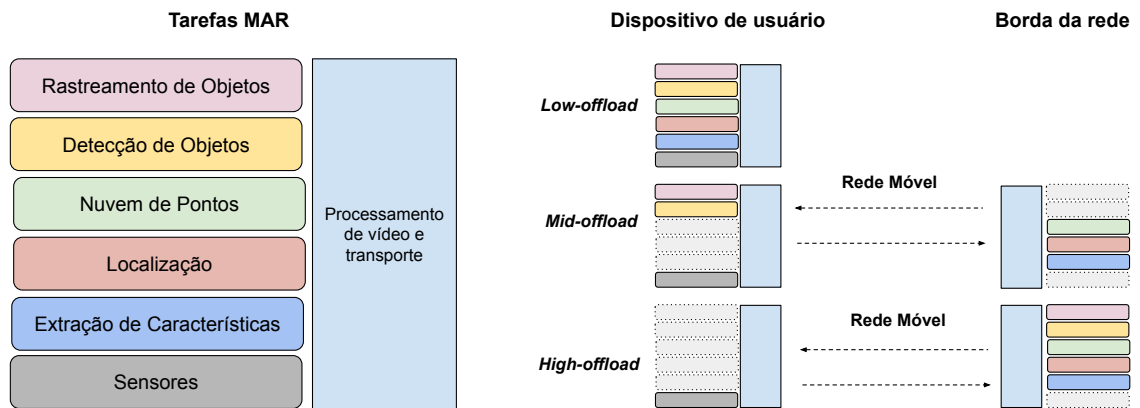 Tarefas MAR
Rastreamento de Objetos
Detecção de Objetos
Nuvem de Pontos
Localização
Extração de Características
Sensores
Processamento
de vídeo e
transporte
Dispositivo de usuário
Borda da rede
Low-offload
Mid-offload
Rede Móvel
High-offload
Rede Móvel